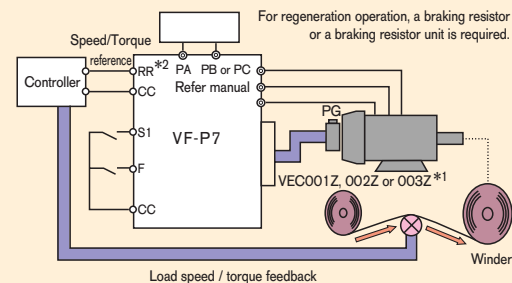 For regeneration operation, a braking resistor
or a braking resistor unit is required.
Speed/Torque
reference
Controller
RR*2
PA
PB or PC
Refer manual
CC
PG
S1
VF-P7
F
VEC001Z, 002Z or 003Z*1
CC
Winder
Load speed / torque feedback